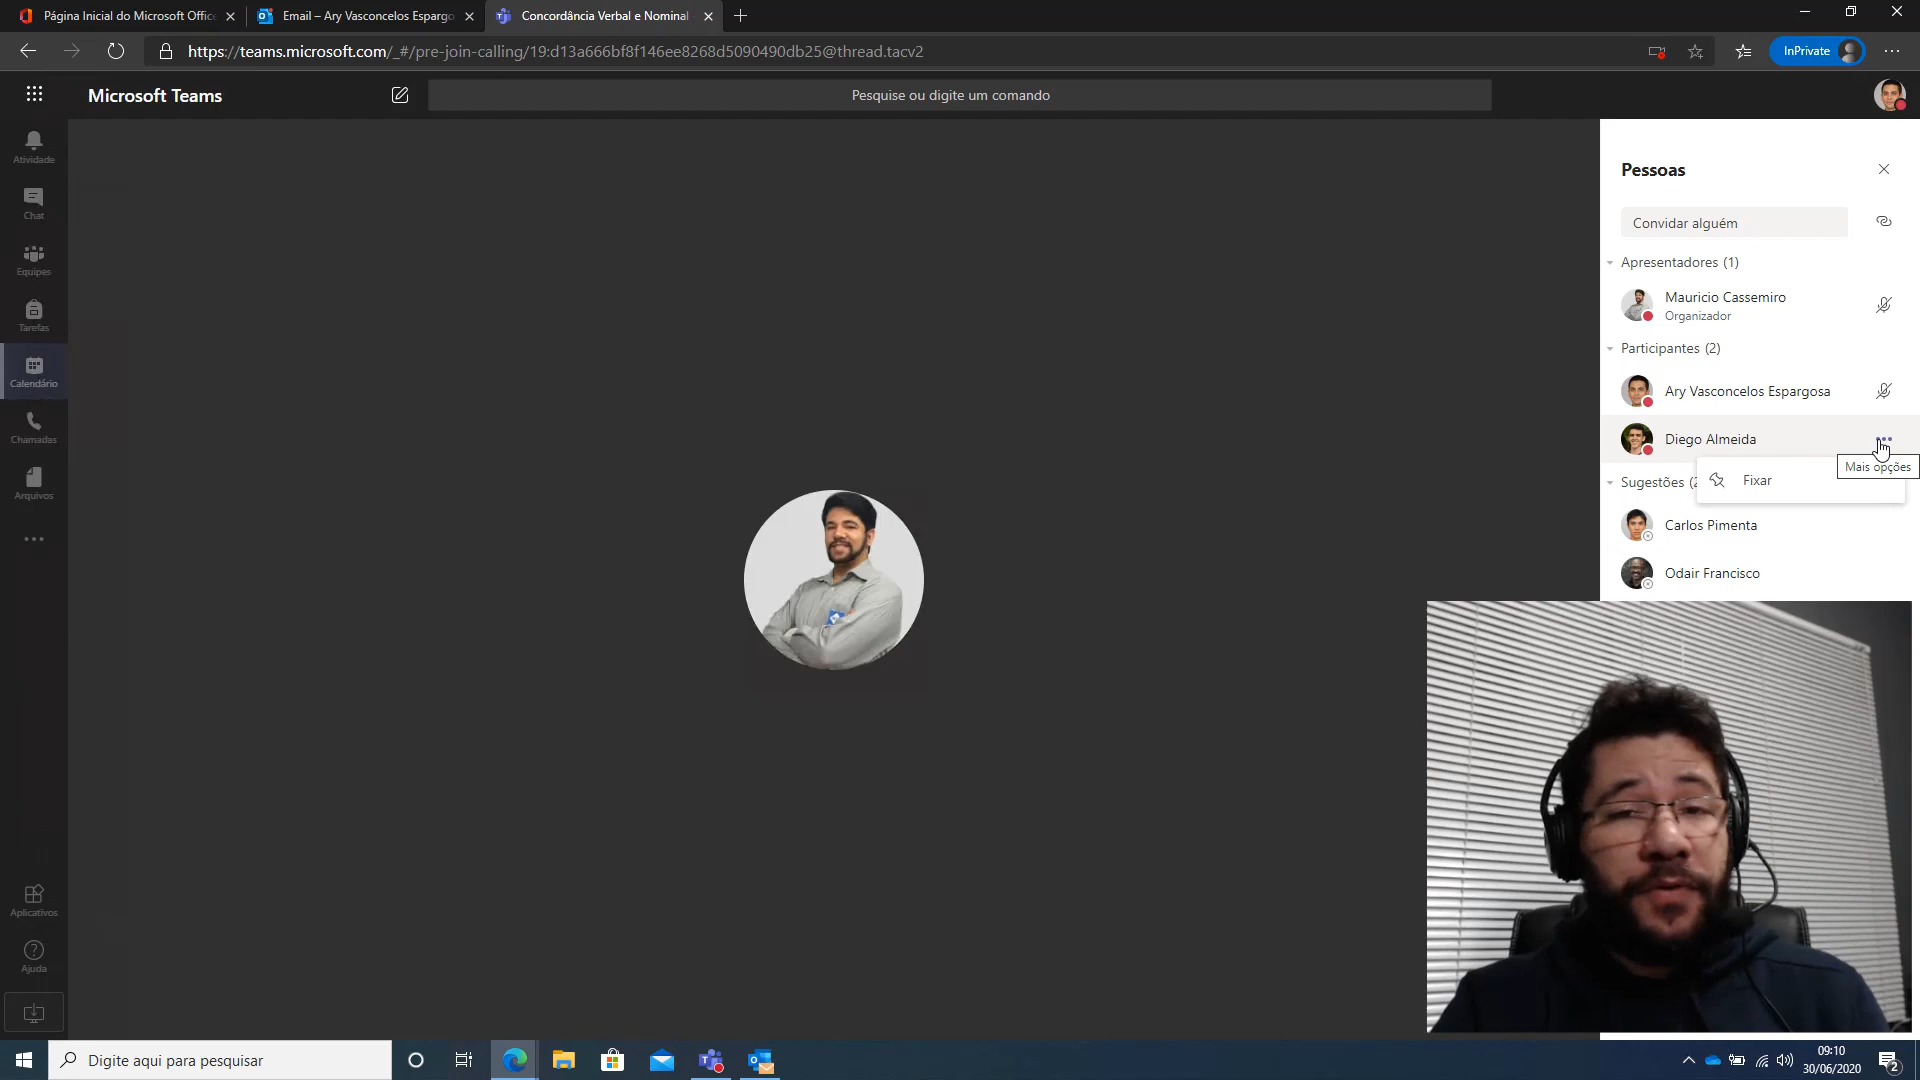 Página Inicial do Microsoft Offic
Email – Ary Vasconcelos Espargo
Concordância Verbal e Nominal
https://teams.microsoft.com/_#/pre-join-calling/19:d13a666bf8f146ee8268d5090490db25@thread.tacv2
InPrivate
Microsoft Teams
Pesquise ou digite um comando
Atividade
Chat
Equipes
Tarefas
Calendário
Chamadas
Arquivos
Aplicativos
Ajuda
Pessoas
Convidar alguém
Apresentadores (1)
Mauricio Cassemiro
Organizador
Participantes (2)
Ary Vasconcelos Espargosa
Diego Almeida
Mais opções
Fixar
Sugestões (2
Carlos Pimenta
Odair Francisco
Digite aqui para pesquisar
09:10
30/06/2020
2